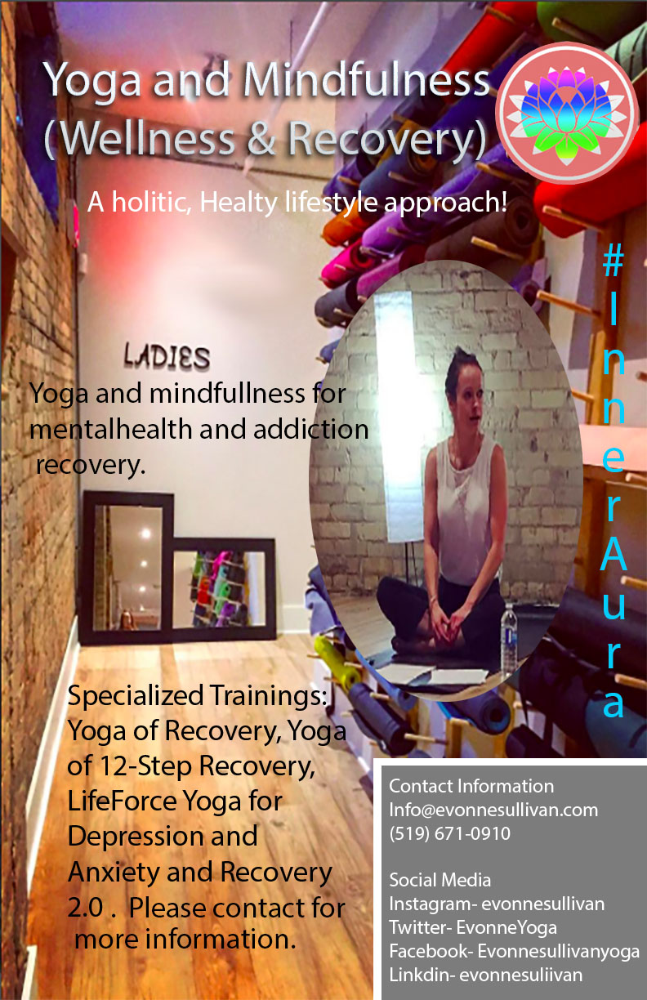 Yoga and Mindfulness
(Wellness & Recovery)
A holitic, Healty lifestyle approach!
#InnerAura
LADIES
Yoga and mindfullness for
mentalhealth and addiction
recovery.
Specialized Trainings:
Yoga of Recovery, Yoga
of 12-Step Recovery,
LifeForce Yoga for
Depression and
Anxiety and Recovery
2.0 . Please contact for
more information.
Contact Information
Info@evonnesullivan.com
(519) 671-0910
Social Media
Instagram- evonnesullivan
Twitter- EvonneYoga
Facebook- Evonnesullivanyoga
Linkdin- evonnesuliivan